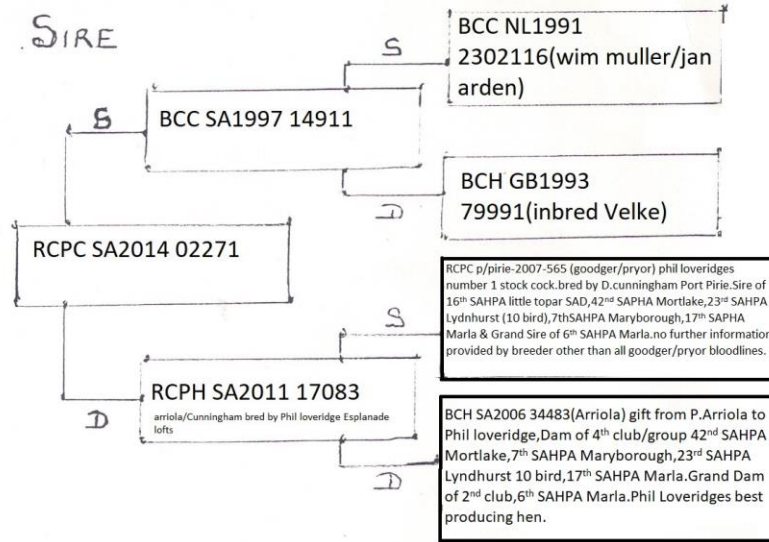 SIRE
S
BCC NL1991
2302116(wim muller/jan
arden)
BCC SA1997 14911
S
D
BCH GB1993
79991(inbred Velke)
RCPC SA2014 02271
RCPC p/pirie-2007-565 (goodger/pryor) phil loveridges
number 1 stock cock.bred by D.cunningham Port Pirie.Sire of
16th SAHPA little topar SAD,42nd SAPHA Mortlake,23rd SAHPA
Lydnhurst (10 bird),7thSAHPA Maryborough,17th SAPHA
Marla & Grand Sire of 6th SAHPA Marla.no further information
provided by breeder other than all goodger/pryor bloodlines.
S
D
RCPH SA2011 17083
arriola/Cunningham bred by Phil loveridge Esplanade
lofts
D
BCH SA2006 34483(Arriola) gift from P.Arriola to
Phil loveridge,Dam of 4th club/group 42nd SAHPA
Mortlake,7th SAHPA Maryborough,23rd SAHPA
Lyndhurst 10 bird,17th SAHPA Marla.Grand Dam
of 2nd club,6th SAHPA Marla.Phil Loveridges best
producing hen.